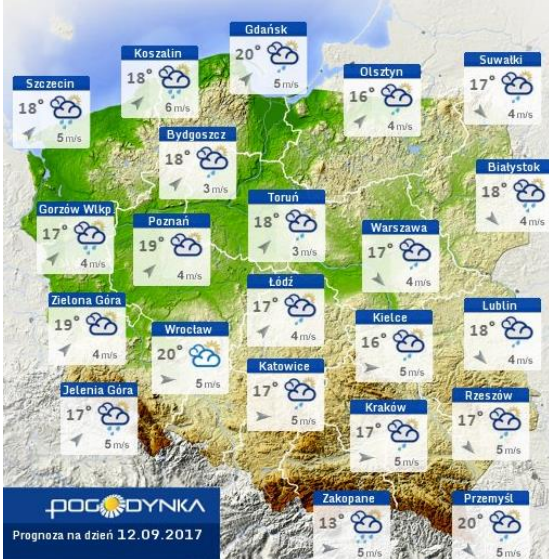 Gdańsk
20°
5 m/s
Koszalin
18°
6 m/s
Suwałki
17°
4 m/s
Olsztyn
16°
4 m/s
Szczecin
18°
5 m/s
Bydgoszcz
18°
3 m/s
Białystok
18°
4 m/s
Toruń
18°
3 m/s
Gorzów Wlkp
17°
4 m/s
Poznań
19°
4 m/s
Warszawa
17°
4 m/s
Łódź
17°
4 m/s
Zielona Góra
19°
4 m/s
Lublin
18°
4 m/s
Kielce
16°
5 m/s
Wrocław
20°
5 m/s
Katowice
17°
5 m/s
Jelenia Góra
17°
5 m/s
Rzeszów
17°
5 m/s
Kraków
17°
5 m/s
Zakopane
13°
5 m/s
Przemyśl
20°
5 m/s
POGODYNKA
Prognoza na dzień 12.09.2017